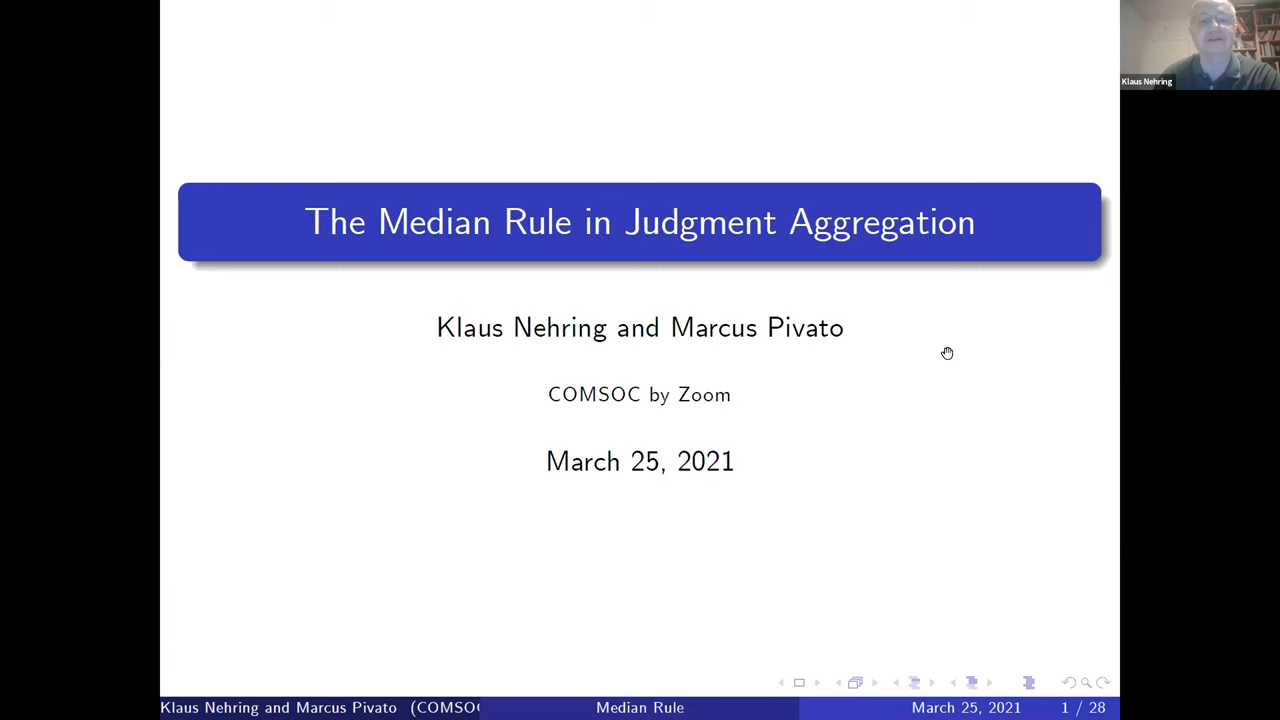 Klaus Nehring
The Median Rule in Judgment Aggregation
Klaus Nehring and Marcus Pivato
COMSOC by Zoom
March 25, 2021
Klaus Nehring and Marcus Pivato (COMSOC
Median Rule
March 25, 2021
1 / 28